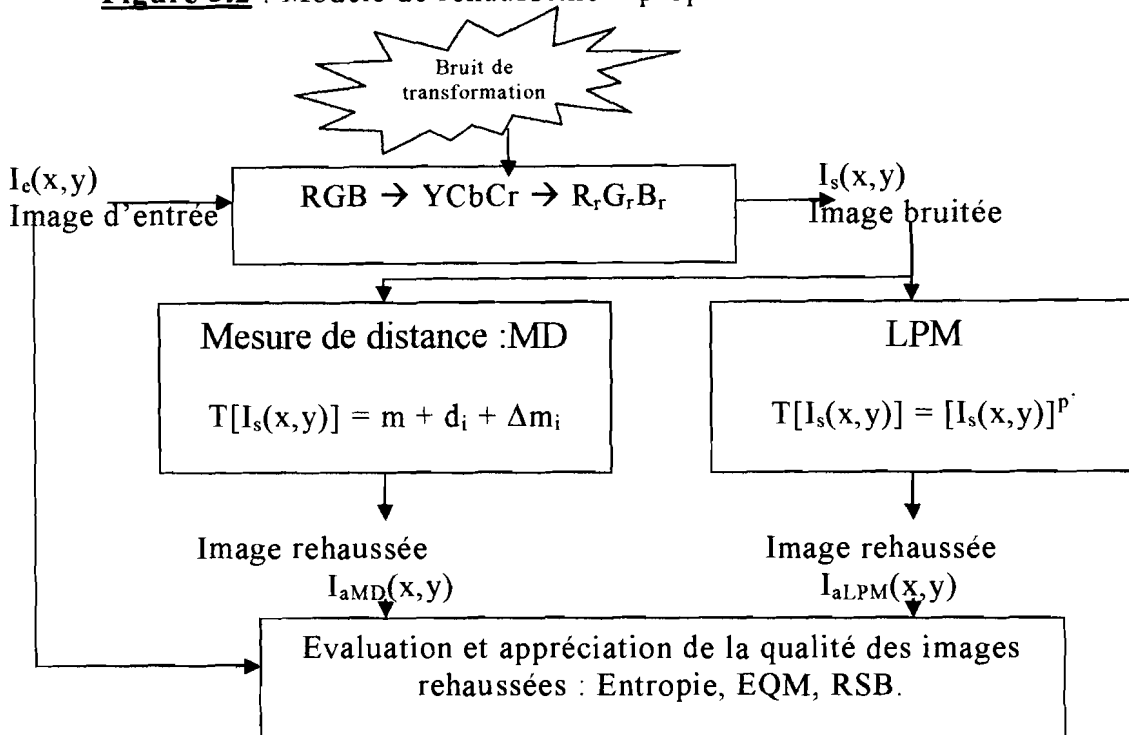 Bruit de
transformation
I_e(x,y)
Image d'entrée
RGB → YCbCr → R_rG_rB_r
I_s(x,y)
Image bruitée
Mesure de distance :MD
T[I_s(x,y)] = m + d_i + Δm_i
LPM
T[I_s(x,y)] = [I_s(x,y)]^p
Image rehaussée
I_aMD(x,y)
Image rehaussée
I_aLPM(x,y)
Evaluation et appréciation de la qualité des images
rehaussées : Entropie, EQM, RSB.